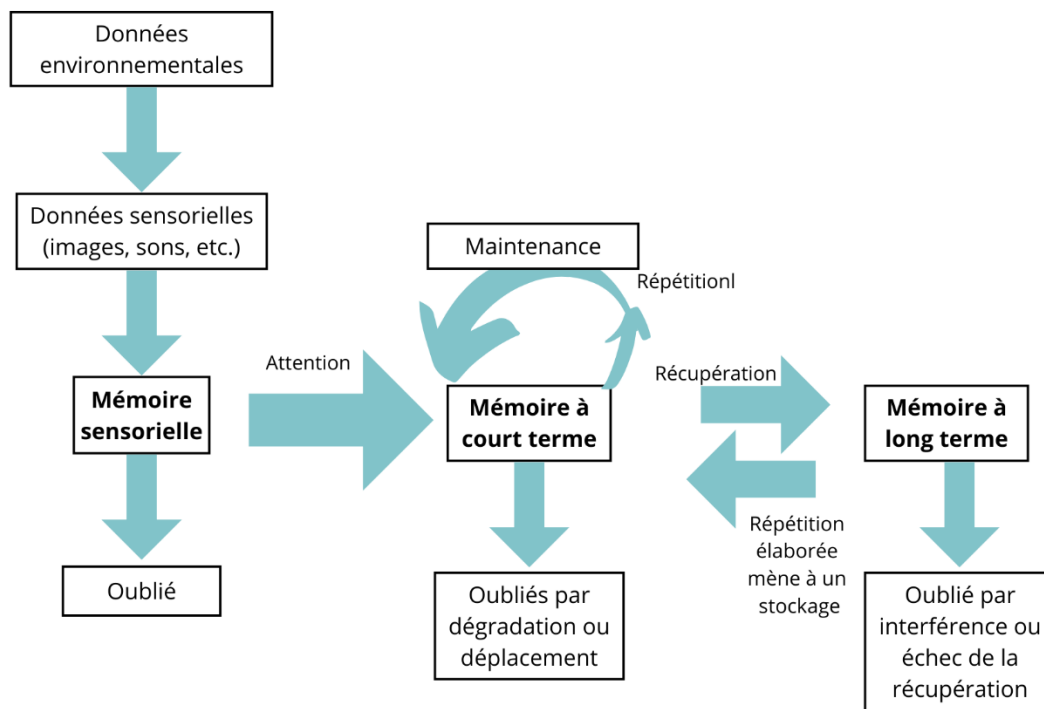 Données
environnementales
Données sensorielles
(images, sons, etc.)
Maintenance
Répétitionl
Attention
Récupération
Mémoire
sensorielle
Mémoire à
court terme
Mémoire à
long terme
Répétition
élaborée
mène à un
stockage
Oublié
Oubliés par
dégradation ou
déplacement
Oublié par
interférence ou
échec de la
récupération